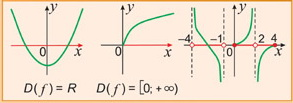 y
0
x
y
0
x
y
−4
−1
0
2
4
x
D(f) = R
D(f) = [0; +∞)